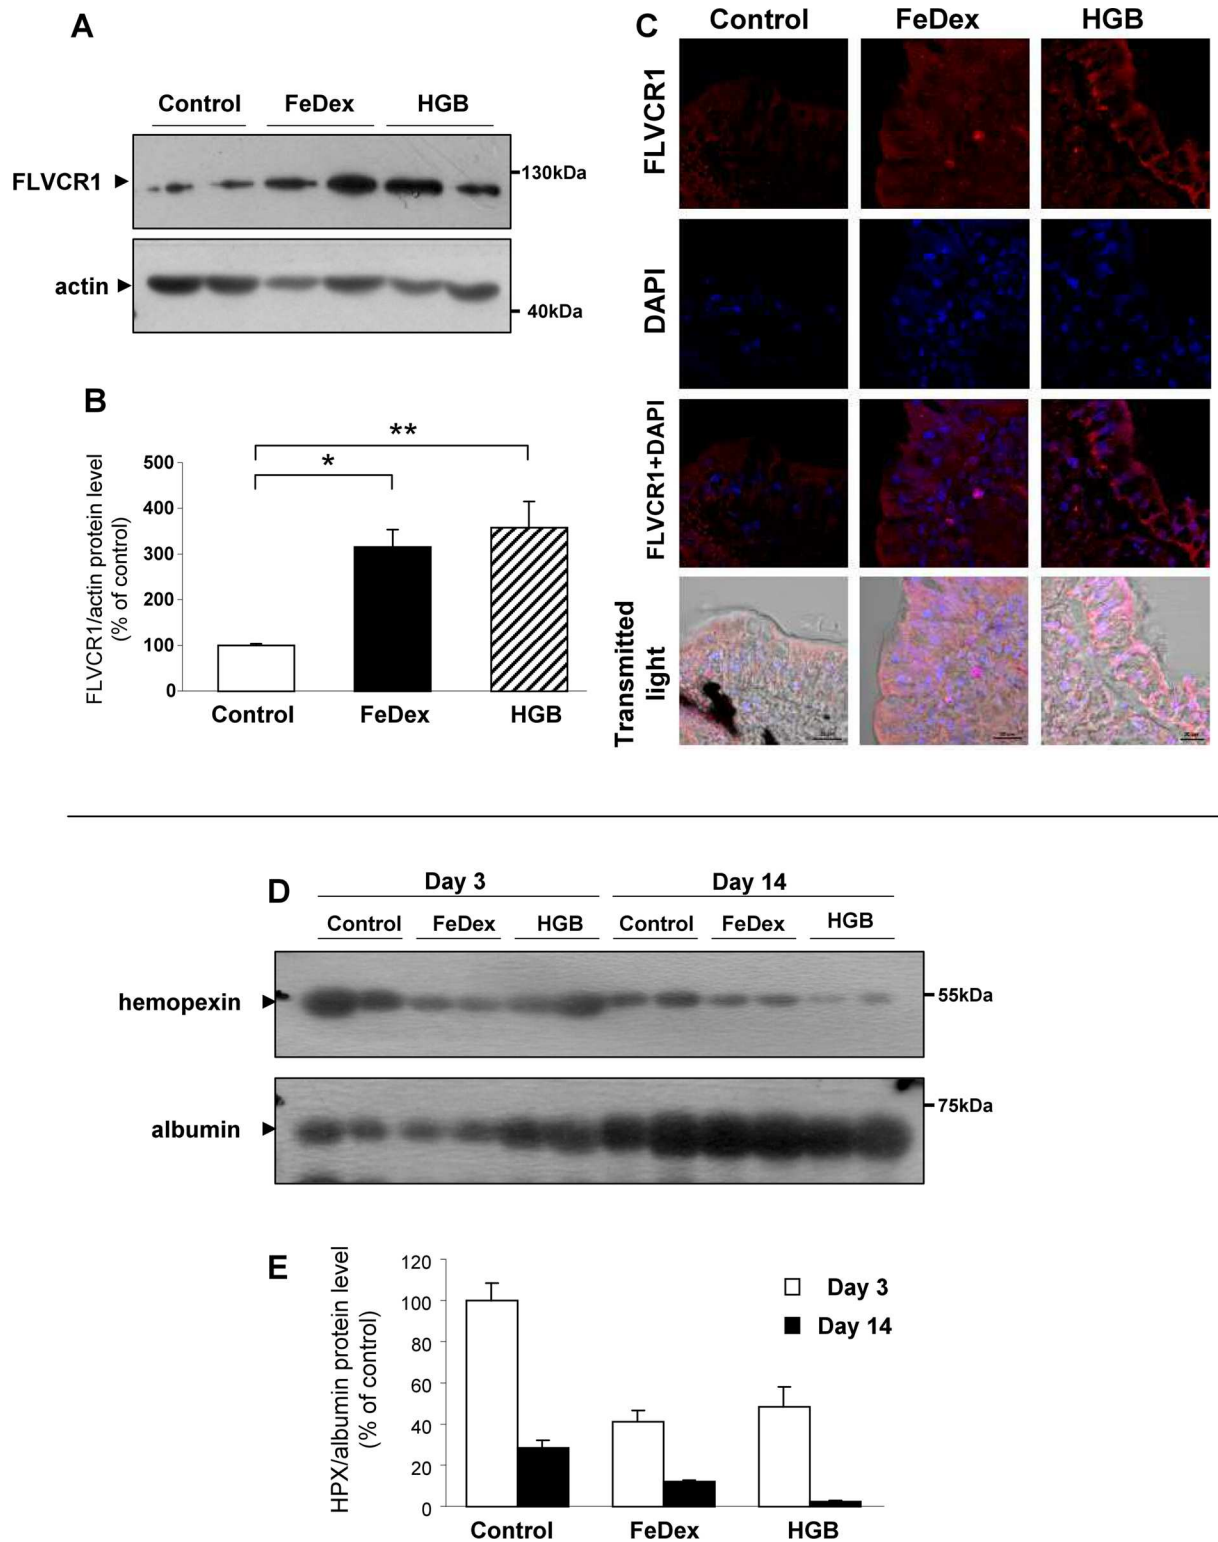 A
Control FeDex HGB
FLVCR1
130kDa
actin
40kDa
B
FLVCR1/actin protein level
(% of control)
500
400
300
200
100
0
*
**
Control FeDex HGB
C
Control FeDex HGB
FLVCR1
DAPI
FLVCR1+DAPI
Transmitted
light
D
Day 3 Day 14
Control FeDex HGB Control FeDex HGB
hemopexin
55kDa
albumin
75kDa
E
HPX/albumin protein level
(% of control)
120
100
80
60
40
20
0
Day 3
Day 14
Control FeDex HGB